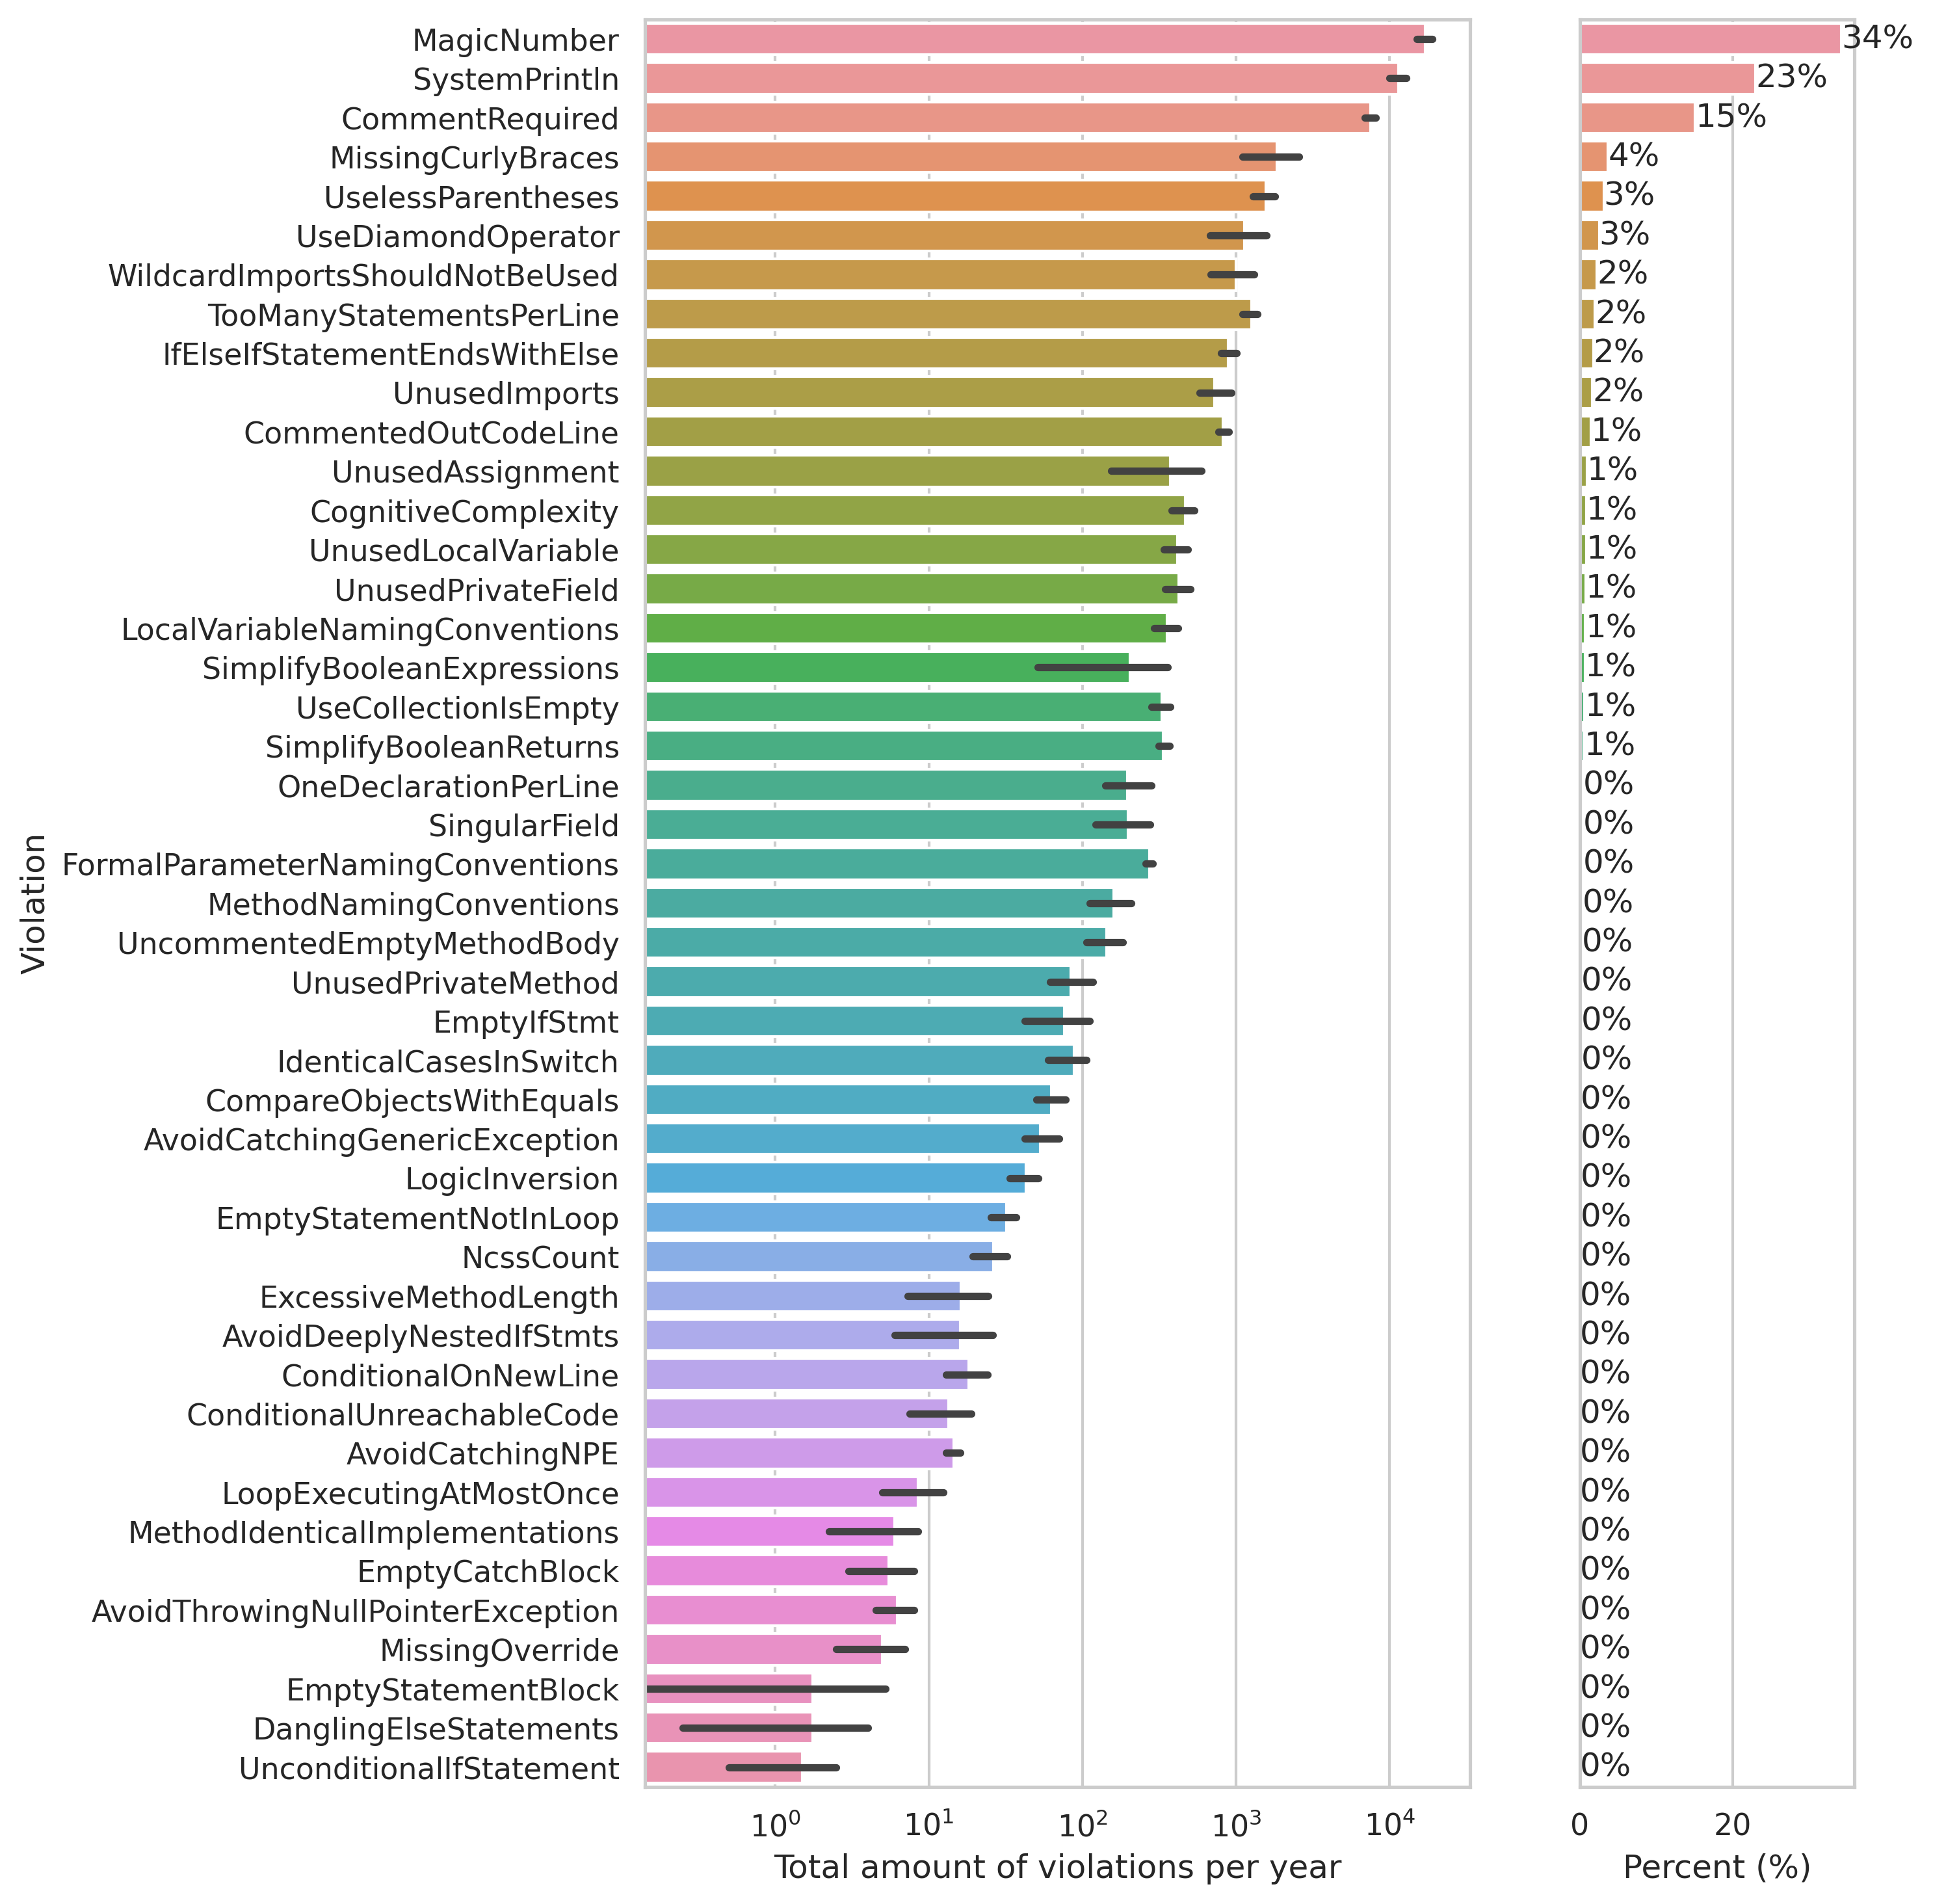 MagicNumber 34%
SystemPrintln 23%
CommentRequired 15%
MissingCurlyBraces 4%
UselessParentheses 3%
UseDiamondOperator 3%
WildcardImportsShouldNotBeUsed 2%
TooManyStatementsPerLine 2%
IfElseIfStatementEndsWithElse 2%
UnusedImports 2%
CommentedOutCodeLine 1%
UnusedAssignment 1%
CognitiveComplexity 1%
UnusedLocalVariable 1%
UnusedPrivateField 1%
LocalVariableNamingConventions 1%
SimplifyBooleanExpressions 1%
UseCollectionIsEmpty 1%
SimplifyBooleanReturns 1%
OneDeclarationPerLine 0%
SingularField 0%
FormalParameterNamingConventions 0%
MethodNamingConventions 0%
UncommentedEmptyMethodBody 0%
UnusedPrivateMethod 0%
EmptyIfStmt 0%
IdenticalCasesInSwitch 0%
CompareObjectsWithEquals 0%
AvoidCatchingGenericException 0%
LogicInversion 0%
EmptyStatementNotInLoop 0%
NcssCount 0%
ExcessiveMethodLength 0%
AvoidDeeplyNestedIfStmts 0%
ConditionalOnNewLine 0%
ConditionalUnreachableCode 0%
AvoidCatchingNPE 0%
LoopExecutingAtMostOnce 0%
MethodIdenticalImplementations 0%
EmptyCatchBlock 0%
AvoidThrowingNullPointerException 0%
MissingOverride 0%
EmptyStatementBlock 0%
DanglingElseStatements 0%
UnconditionalIfStatement 0%
Violation
10⁰ 10¹ 10² 10³ 10⁴ 0 20
Total amount of violations per year Percent (%)